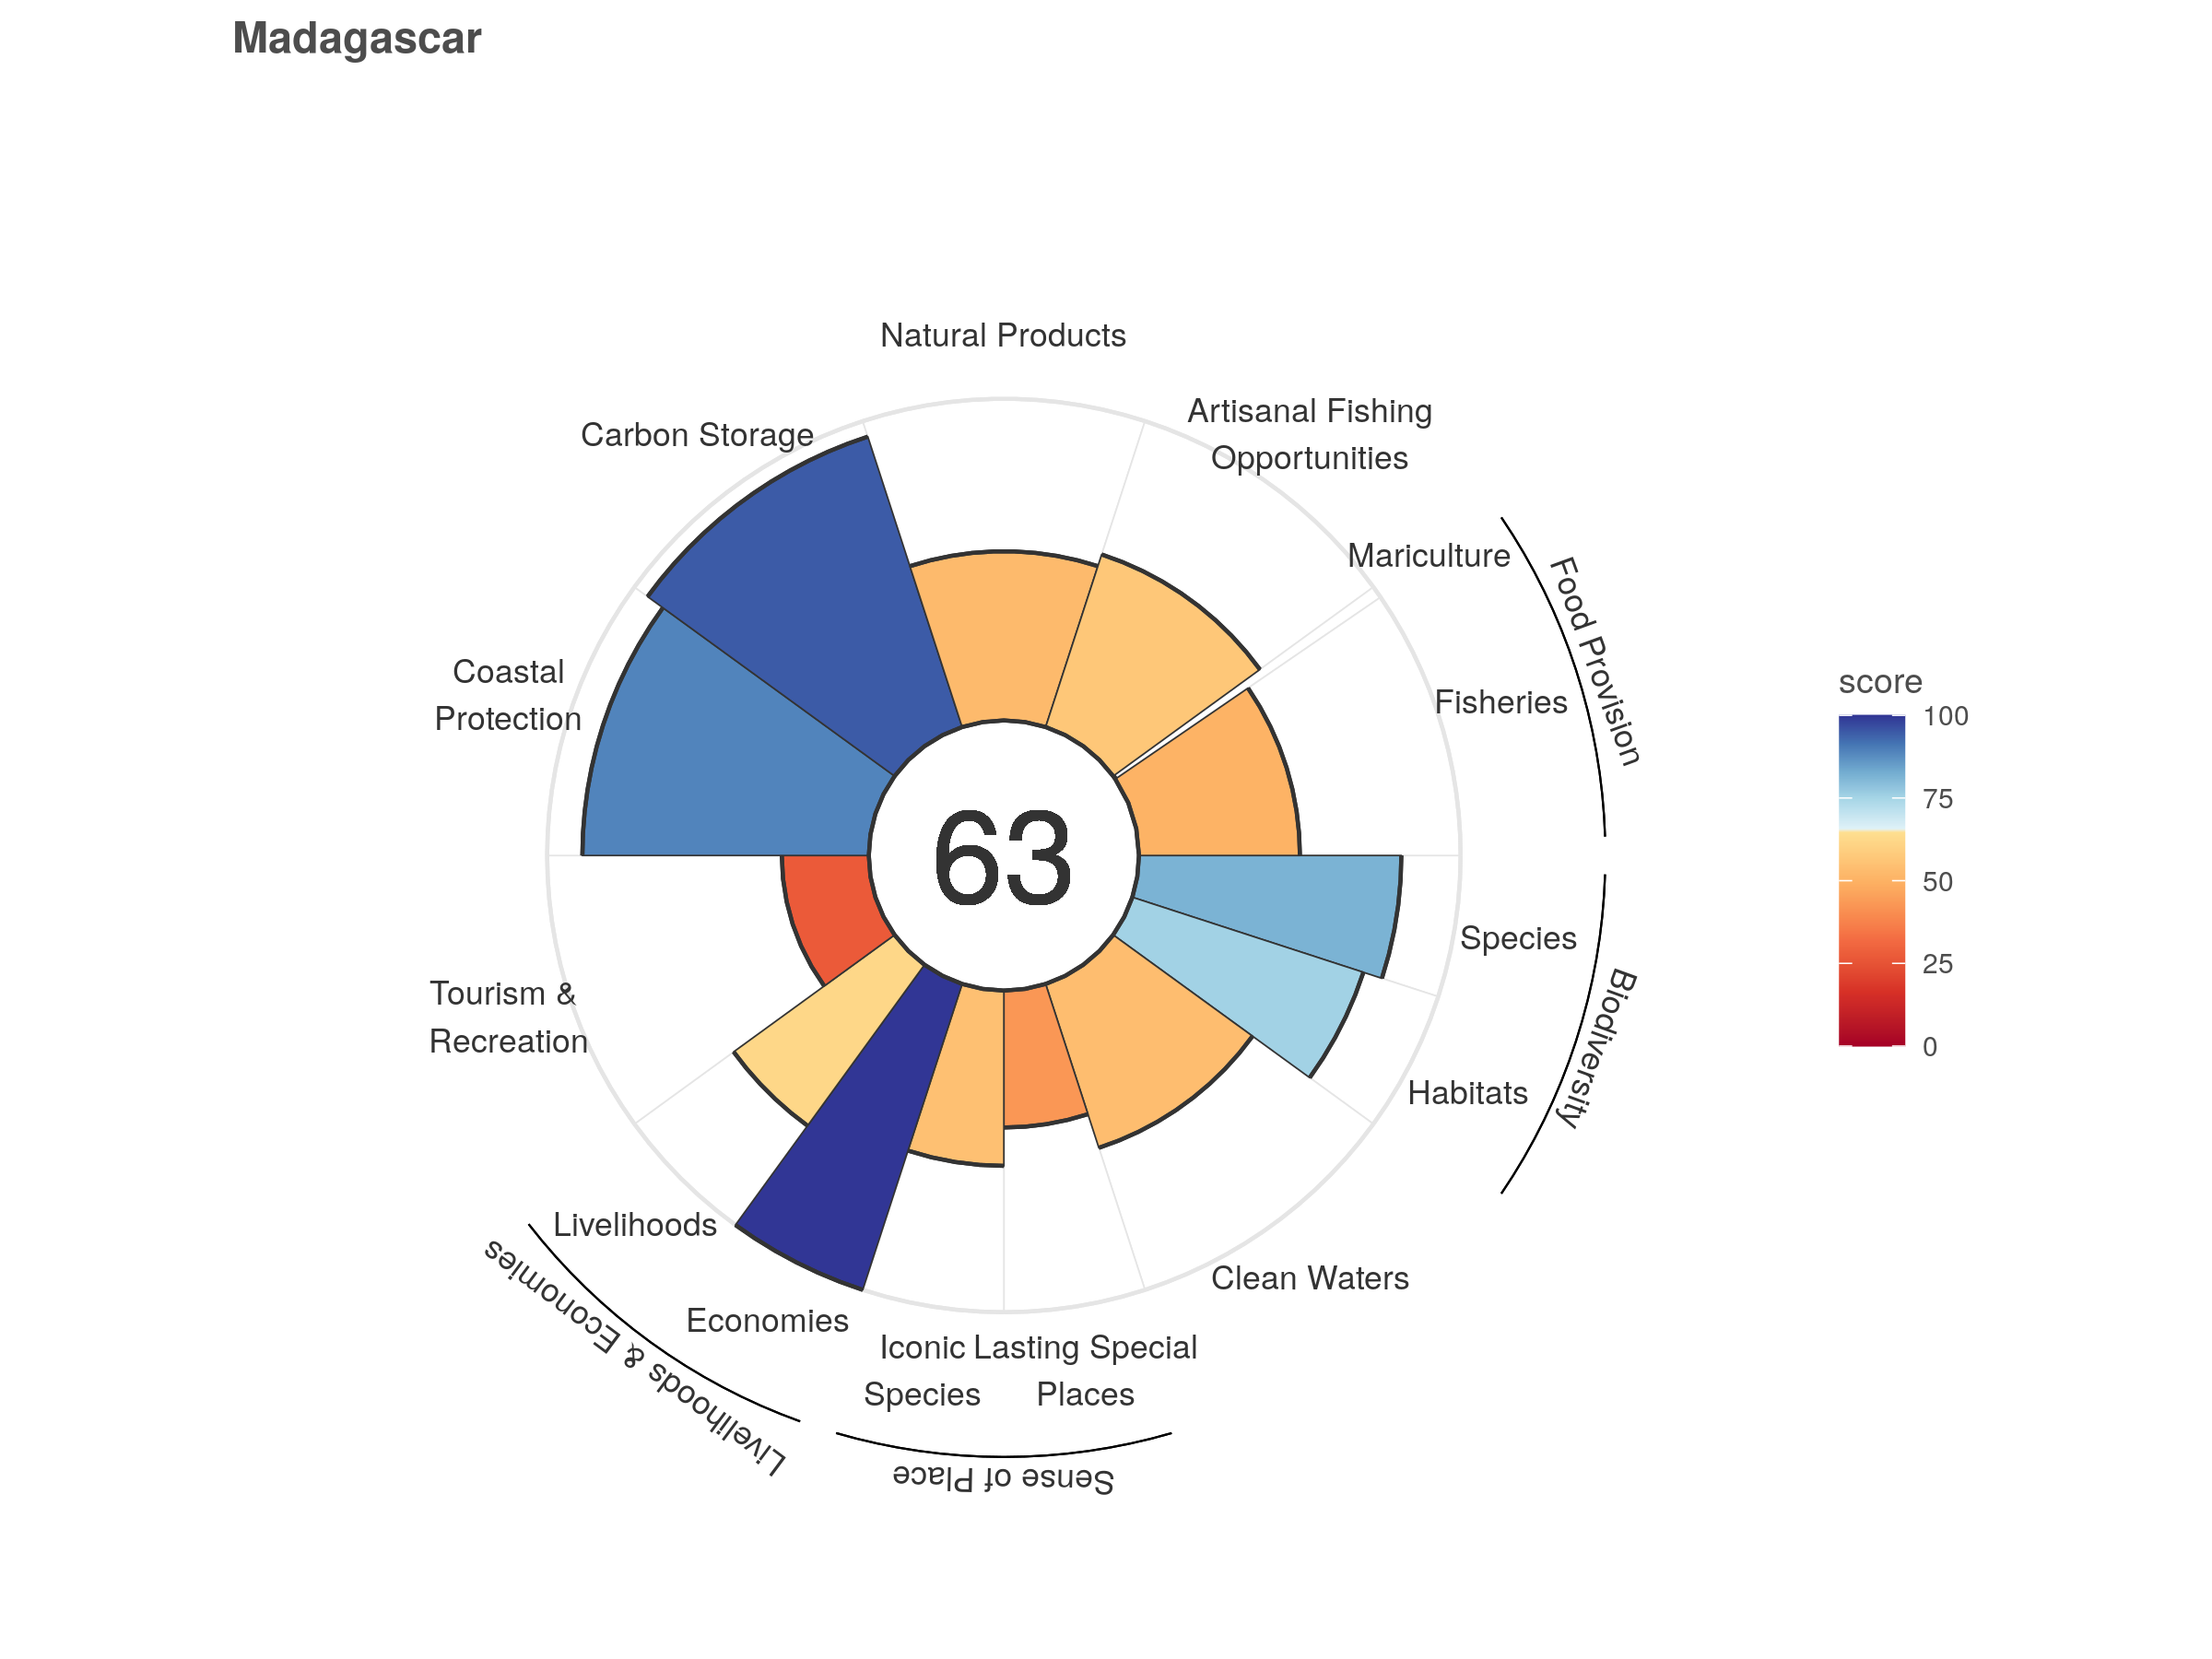 Madagascar
Natural Products
Artisanal Fishing
Opportunities
Carbon Storage
Mariculture
Food Provision
Fisheries
Coastal
Protection
score
100
75
50
25
0
63
Species
Biodiversity
Habitats
Tourism &
Recreation
Livelihoods
Livelihoods & Economies
Economies
Clean Waters
Iconic
Species
Lasting Special
Places
Sense of Place